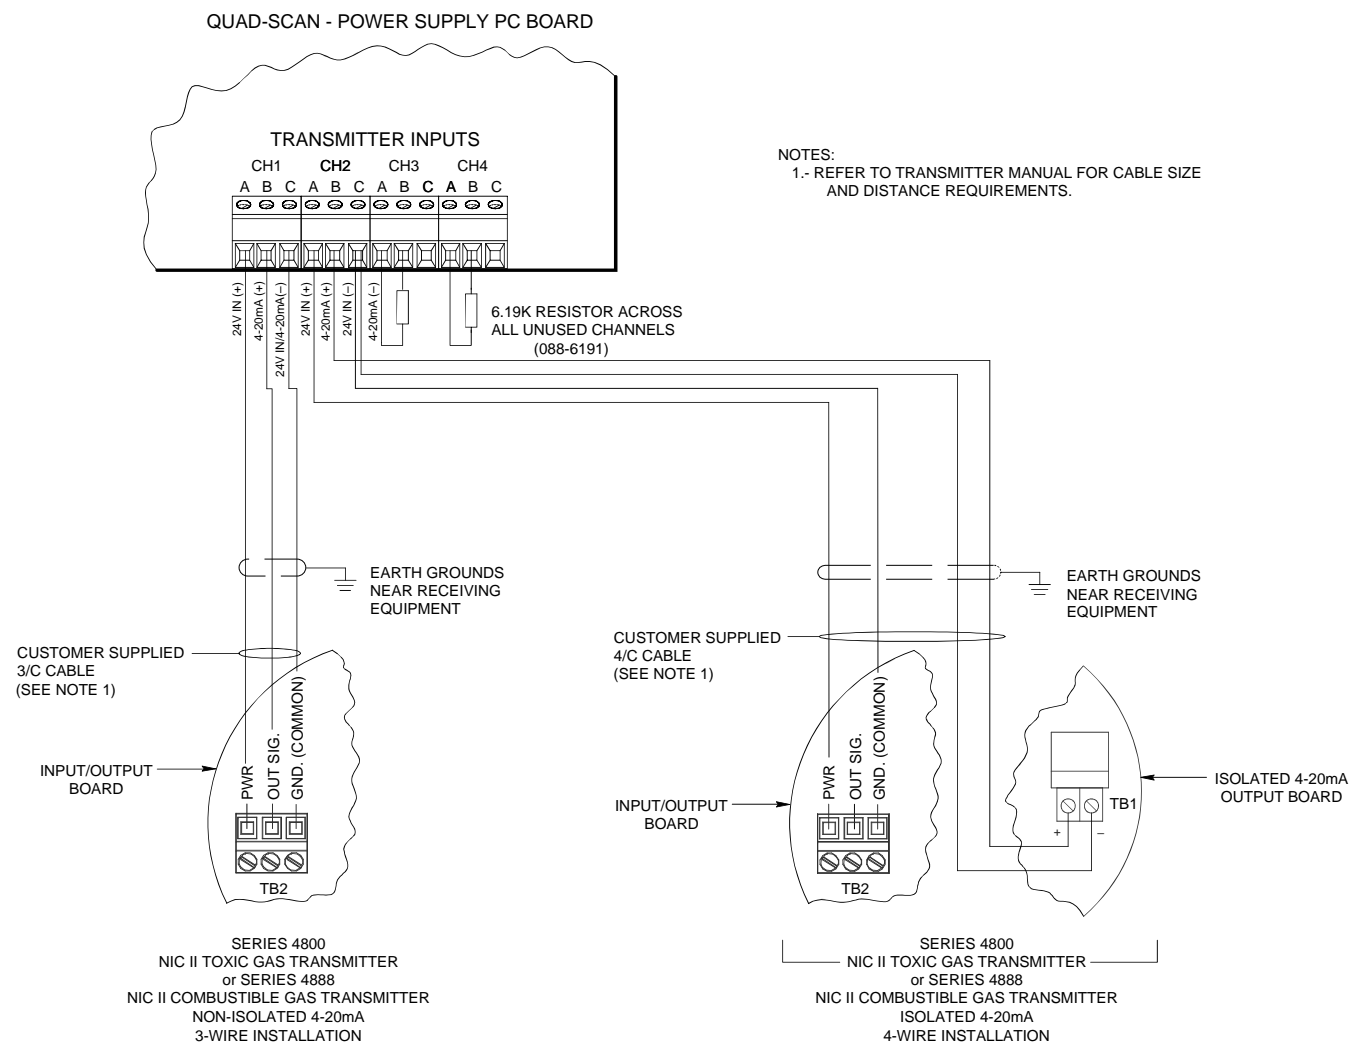 QUAD-SCAN - POWER SUPPLY PC BOARD
TRANSMITTER INPUTS
CH1 CH2 CH3 CH4
A B C A B C A B C A B C
NOTES:
1.- REFER TO TRANSMITTER MANUAL FOR CABLE SIZE
AND DISTANCE REQUIREMENTS.
24V IN (+)
4-20mA (+)
24V IN/4-20mA(–)
24V IN (+)
4-20mA (+)
24V IN (–)
4-20mA (–)
6.19K RESISTOR ACROSS
ALL UNUSED CHANNELS
(088-6191)
EARTH GROUNDS
NEAR RECEIVING
EQUIPMENT
EARTH GROUNDS
NEAR RECEIVING
EQUIPMENT
CUSTOMER SUPPLIED
3/C CABLE
(SEE NOTE 1)
CUSTOMER SUPPLIED
4/C CABLE
(SEE NOTE 1)
INPUT/OUTPUT
BOARD
PWR
OUT SIG.
GND. (COMMON)
TB2
INPUT/OUTPUT
BOARD
PWR
OUT SIG.
GND. (COMMON)
TB2
TB1
+ –
ISOLATED 4-20mA
OUTPUT BOARD
SERIES 4800
NIC II TOXIC GAS TRANSMITTER
or SERIES 4888
NIC II COMBUSTIBLE GAS TRANSMITTER
NON-ISOLATED 4-20mA
3-WIRE INSTALLATION
SERIES 4800
NIC II TOXIC GAS TRANSMITTER
or SERIES 4888
NIC II COMBUSTIBLE GAS TRANSMITTER
ISOLATED 4-20mA
4-WIRE INSTALLATION